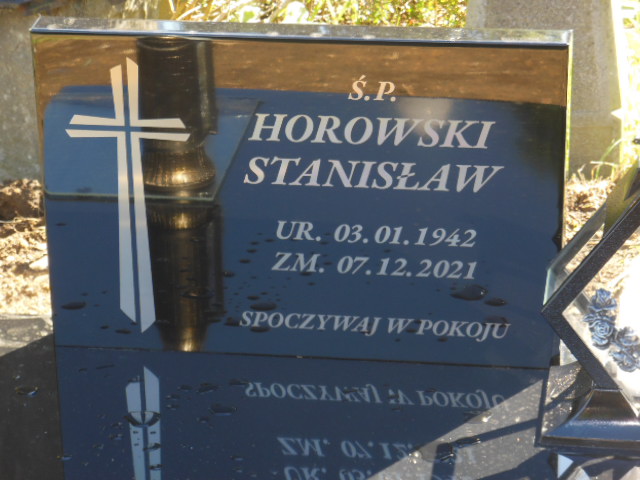 Ś.P.
HOROWSKI
STANISŁAW
UR. 03.01.1942
ZM. 07.12.2021
SPOCZYWAJ W POKOJU